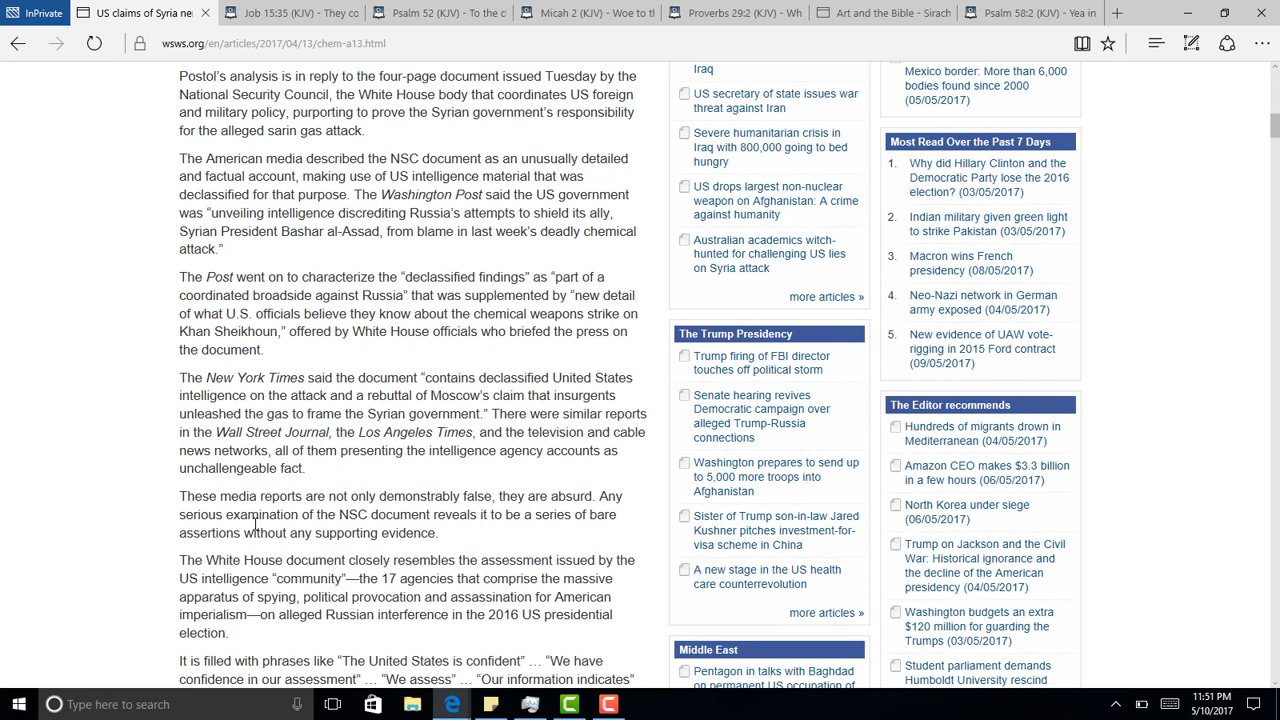 InPrivate
US claims of Syria ner
Job 15:35 (KJV) - They co
Psalm 52 (KJV) - To the c
Micah 2 (KJV) - Woe to th
Proverbs 29:2 (KJV) - Wh
Art and the Bible - Sirach
Psalm 58:2 (KJV) - Yea in
wsws.org/en/articles/2017/04/13/chem-a13.html
Postol’s analysis is in reply to the four-page document issued Tuesday by the
National Security Council, the White House body that coordinates US foreign
and military policy, purporting to prove the Syrian government’s responsibility
for the alleged sarin gas attack.
The American media described the NSC document as an unusually detailed
and factual account, making use of US intelligence material that was
declassified for that purpose. The Washington Post said the US government
was “unveiling intelligence discrediting Russia’s attempts to shield its ally,
Syrian President Bashar al-Assad, from blame in last week’s deadly chemical
attack.”
The Post went on to characterize the “declassified findings” as “part of a
coordinated broadside against Russia” that was supplemented by “new detail
of what U.S. officials believe they know about the chemical weapons strike on
Khan Sheikhoun,” offered by White House officials who briefed the press on
the document.
The New York Times said the document “contains declassified United States
intelligence on the attack and a rebuttal of Moscow’s claim that insurgents
unleashed the gas to frame the Syrian government.” There were similar reports
in the Wall Street Journal, the Los Angeles Times, and the television and cable
news networks, all of them presenting the intelligence agency accounts as
unchallengeable fact.
These media reports are not only demonstrably false, they are absurd. Any
serious examination of the NSC document reveals it to be a series of bare
assertions without any supporting evidence.
The White House document closely resembles the assessment issued by the
US intelligence “community”—the 17 agencies that comprise the massive
apparatus of spying, political provocation and assassination for American
imperialism—on alleged Russian interference in the 2016 US presidential
election.
It is filled with phrases like “The United States is confident” … “We have
confidence in our assessment” … “We assess” … “Our information indicates”
Iraq
US secretary of state issues war
threat against Iran
Severe humanitarian crisis in
Iraq with 800,000 going to bed
hungry
US drops largest non-nuclear
weapon on Afghanistan: A crime
against humanity
Australian academics witch-
hunted for challenging US lies
on Syria attack
more articles »
The Trump Presidency
Trump firing of FBI director
touches off political storm
Senate hearing revives
Democratic campaign over
alleged Trump-Russia
connections
Washington prepares to send up
to 5,000 more troops into
Afghanistan
Sister of Trump son-in-law Jared
Kushner pitches investment-for-
visa scheme in China
A new stage in the US health
care counterrevolution
more articles »
Middle East
Pentagon in talks with Baghdad
on permanent US occupation of
Mexico border: More than 6,000
bodies found since 2000
(05/05/2017)
Most Read Over the Past 7 Days
1. Why did Hillary Clinton and the
Democratic Party lose the 2016
election? (03/05/2017)
2. Indian military given green light
to strike Pakistan (03/05/2017)
3. Macron wins French
presidency (08/05/2017)
4. Neo-Nazi network in German
army exposed (04/05/2017)
5. New evidence of UAW vote-
rigging in 2015 Ford contract
(09/05/2017)
The Editor recommends
Hundreds of migrants drown in
Mediterranean (04/05/2017)
Amazon CEO makes $3.3 billion
in a few hours (06/05/2017)
North Korea under siege
(06/05/2017)
Trump on Jackson and the Civil
War: Historical ignorance and
the decline of the American
presidency (04/05/2017)
Washington budgets an extra
$120 million for guarding the
Trumps (03/05/2017)
Student parliament demands
Humboldt University rescind
Type here to search
11:51 PM
5/10/2017